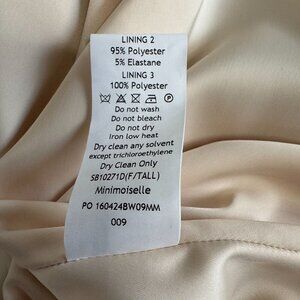 LINING 2
95% Polyester
5% Elastane
LINING 3
100% Polyester
Do not wash
Do not bleach
Do not dry
Iron low heat
Dry clean any solvent
except trichloroethylene
Dry Clean Only
SB10271D(F/TALL)
Minimoiselle
PO 160424BW09MM
009